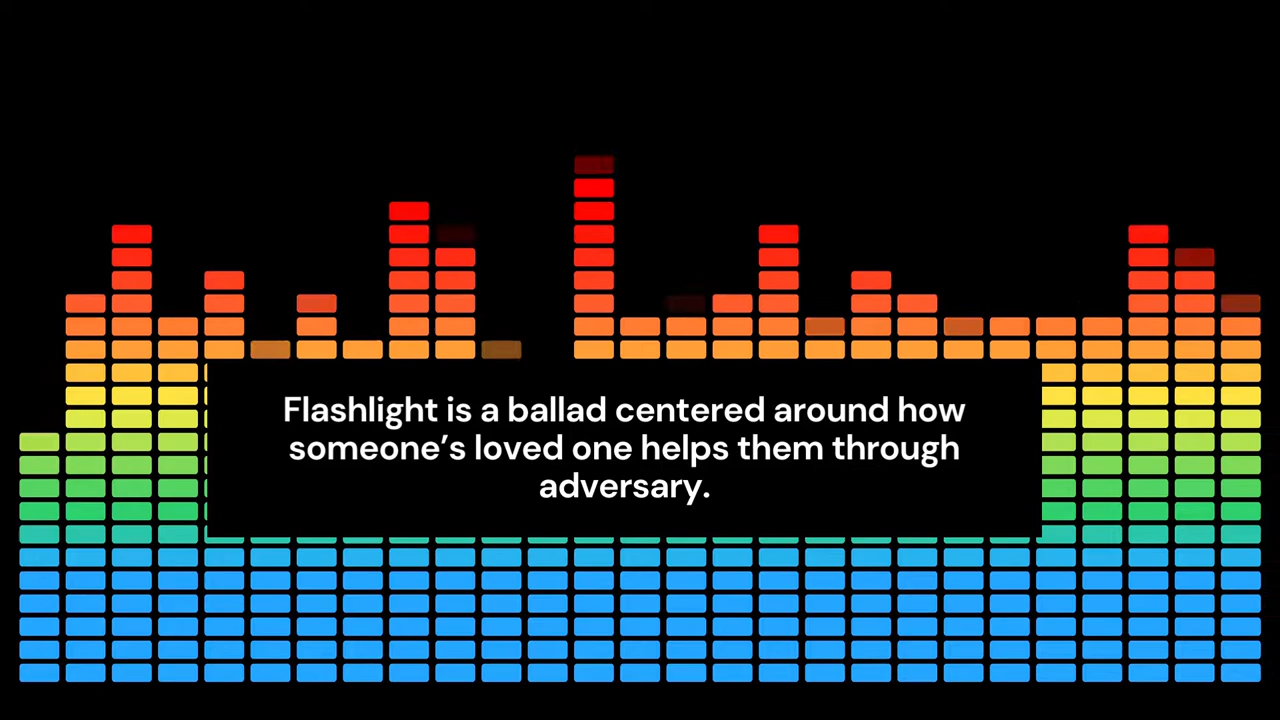 Flashlight is a ballad centered around how
someone’s loved one helps them through
adversary.